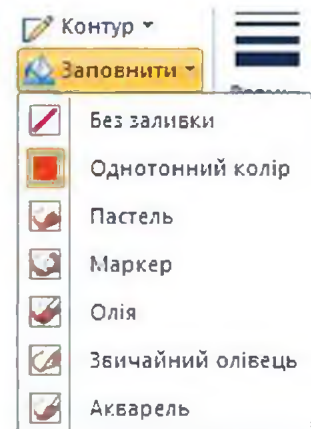 Контур
Заповнити
Без заливки
Однотонний колір
Пастель
Маркер
Олія
Звичайний олівець
Акварель